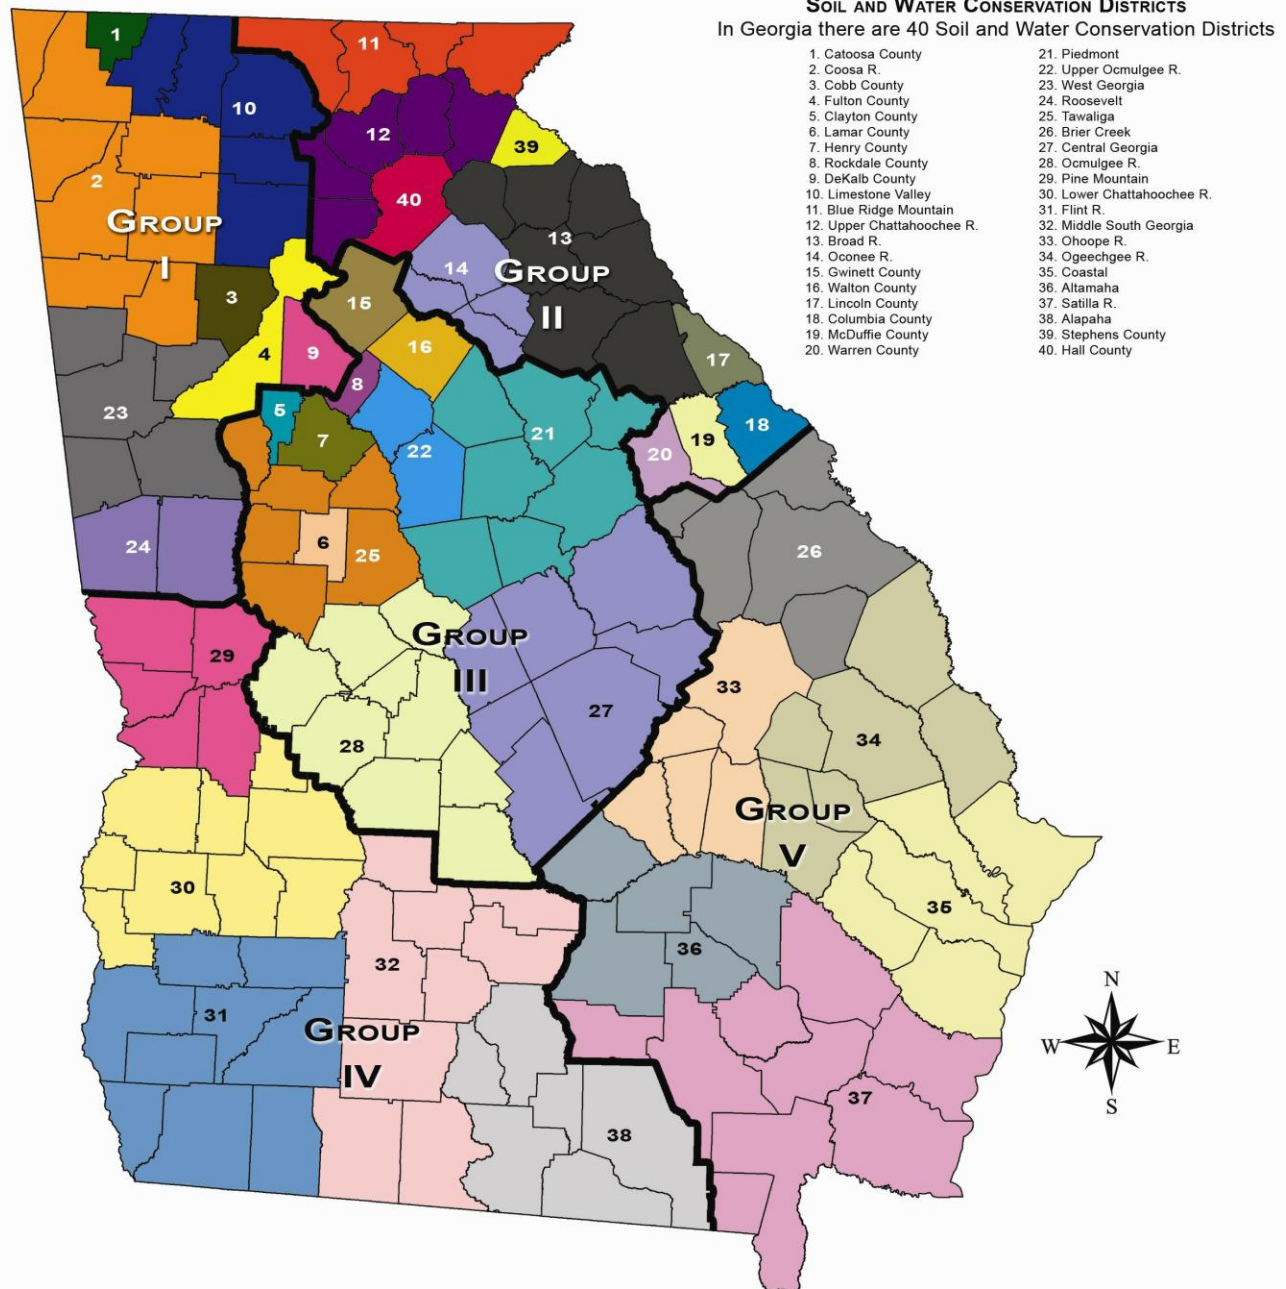 SOIL AND WATER CONSERVATION DISTRICTS
In Georgia there are 40 Soil and Water Conservation Districts
1. Catoosa County
2. Coosa R.
3. Cobb County
4. Fulton County
5. Clayton County
6. Lamar County
7. Henry County
8. Rockdale County
9. DeKalb County
10. Limestone Valley
11. Blue Ridge Mountain
12. Upper Chattahoochee R.
13. Broad R.
14. Oconee R.
15. Gwinett County
16. Walton County
17. Lincoln County
18. Columbia County
19. McDuffie County
20. Warren County
21. Piedmont
22. Upper Ocmulgee R.
23. West Georgia
24. Roosevelt
25. Tawaliga
26. Brier Creek
27. Central Georgia
28. Ocmulgee R.
29. Pine Mountain
30. Lower Chattahoochee R.
31. Flint R.
32. Middle South Georgia
33. Ohoope R.
34. Ogeechgee R.
35. Coastal
36. Altamaha
37. Satilla R.
38. Alapaha
39. Stephens County
40. Hall County
1
11
10
12
39
2
40
GROUP
I
13
14
GROUP
II
3
15
4
9
16
17
8
5
23
7
22
21
18
19
20
24
6
25
26
GROUP
III
29
33
27
28
34
GROUP
V
30
35
32
36
31
GROUP
IV
37
38
N
W
E
S